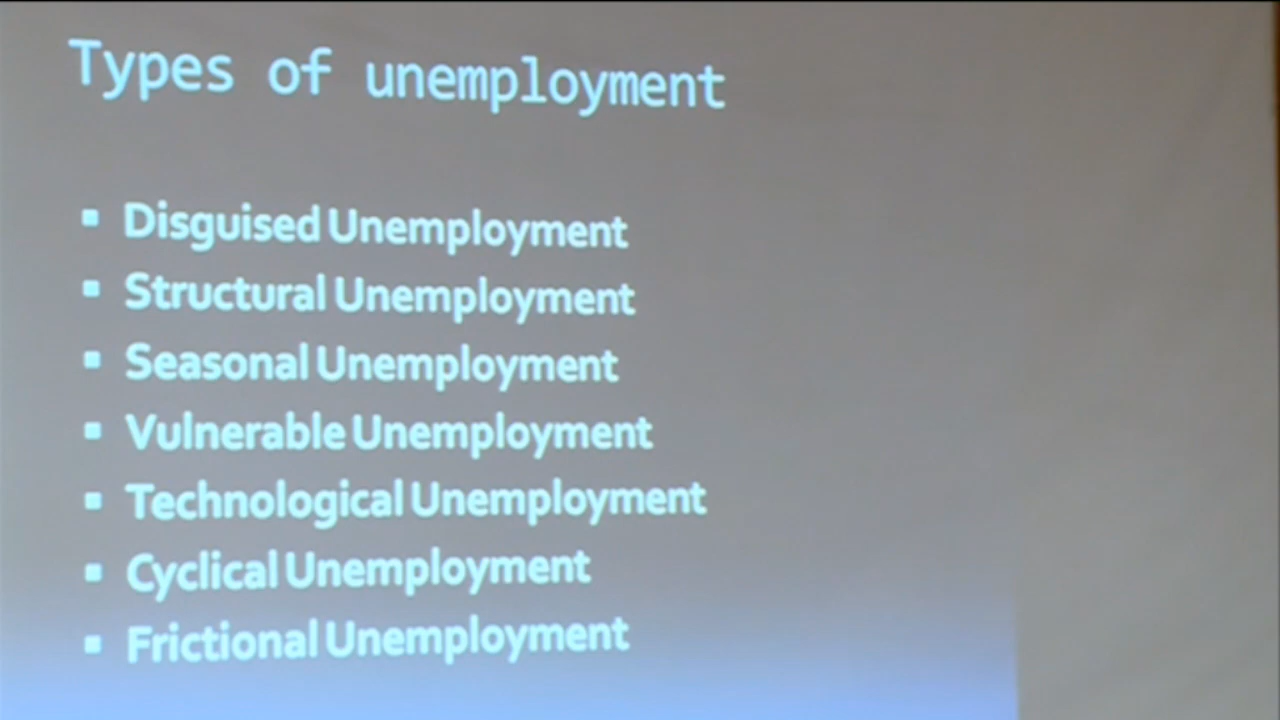 Types of unemployment
▪ Disguised Unemployment
▪ Structural Unemployment
▪ Seasonal Unemployment
▪ Vulnerable Unemployment
▪ Technological Unemployment
▪ Cyclical Unemployment
▪ Frictional Unemployment